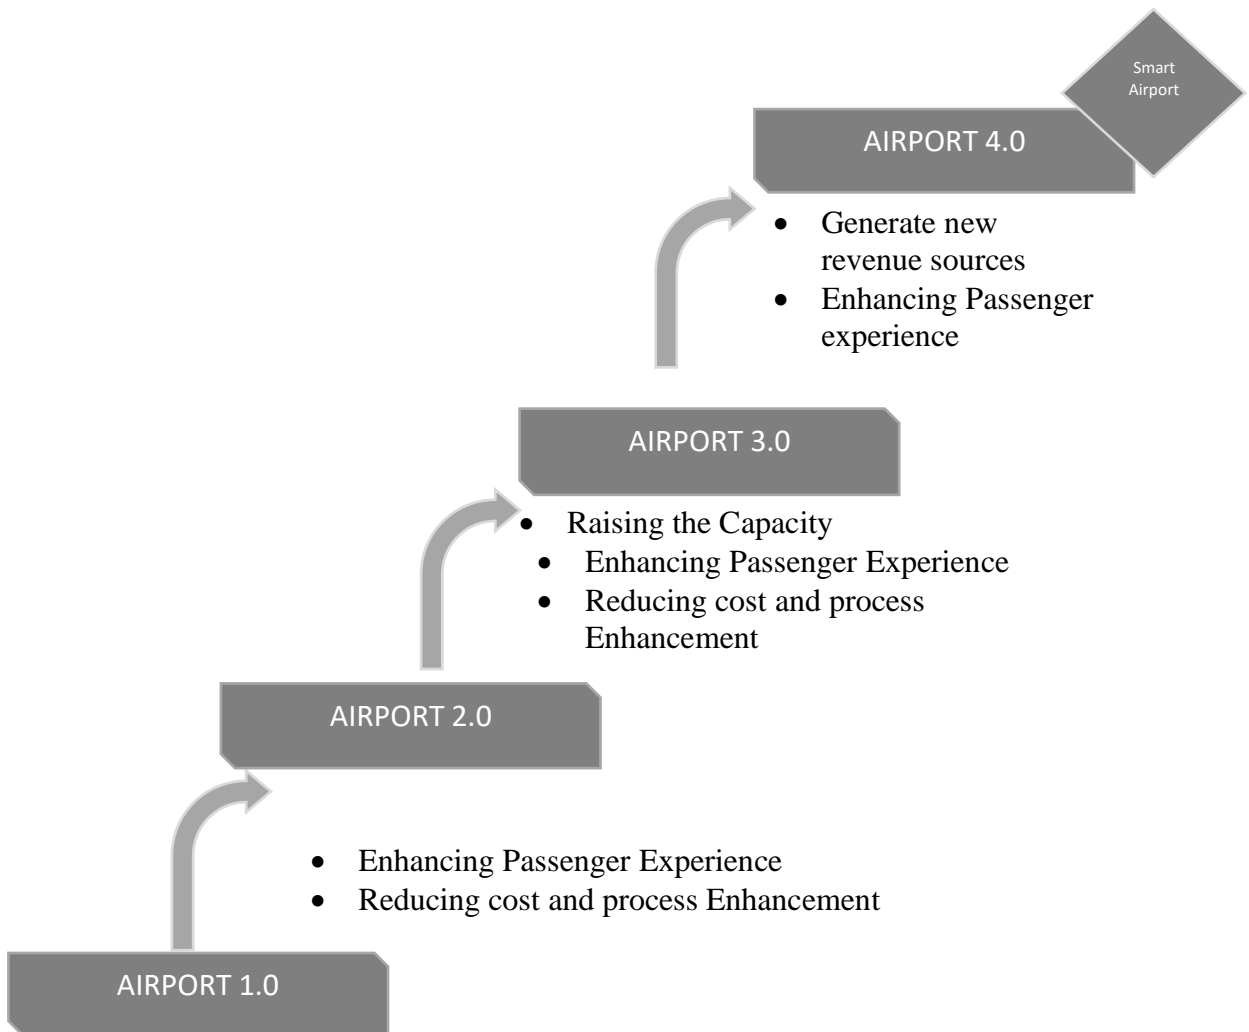 Smart
Airport
AIRPORT 4.0
• Generate new
revenue sources
• Enhancing Passenger
experience
AIRPORT 3.0
• Raising the Capacity
• Enhancing Passenger Experience
• Reducing cost and process
Enhancement
AIRPORT 2.0
• Enhancing Passenger Experience
• Reducing cost and process Enhancement
AIRPORT 1.0